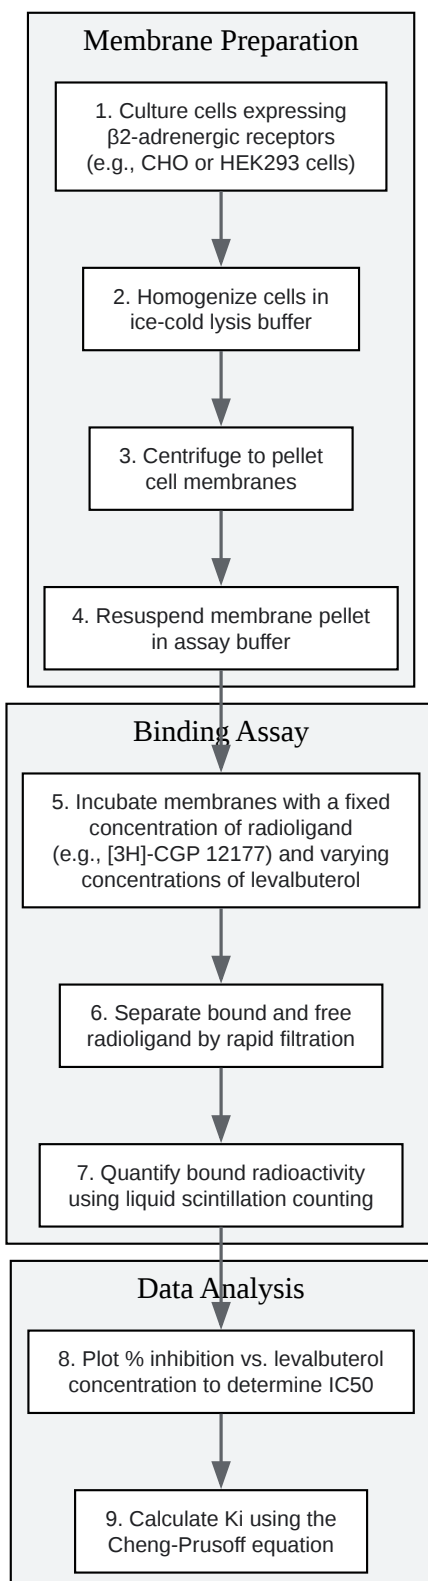 Membrane Preparation
1. Culture cells expressing
β2-adrenergic receptors
(e.g., CHO or HEK293 cells)
2. Homogenize cells in
ice-cold lysis buffer
3. Centrifuge to pellet
cell membranes
4. Resuspend membrane pellet
in assay buffer
Binding Assay
5. Incubate membranes with a fixed
concentration of radioligand
(e.g., [3H]-CGP 12177) and varying
concentrations of levalbuterol
6. Separate bound and free
radioligand by rapid filtration
7. Quantify bound radioactivity
using liquid scintillation counting
Data Analysis
8. Plot % inhibition vs. levalbuterol
concentration to determine IC50
9. Calculate Ki using the
Cheng-Prusoff equation